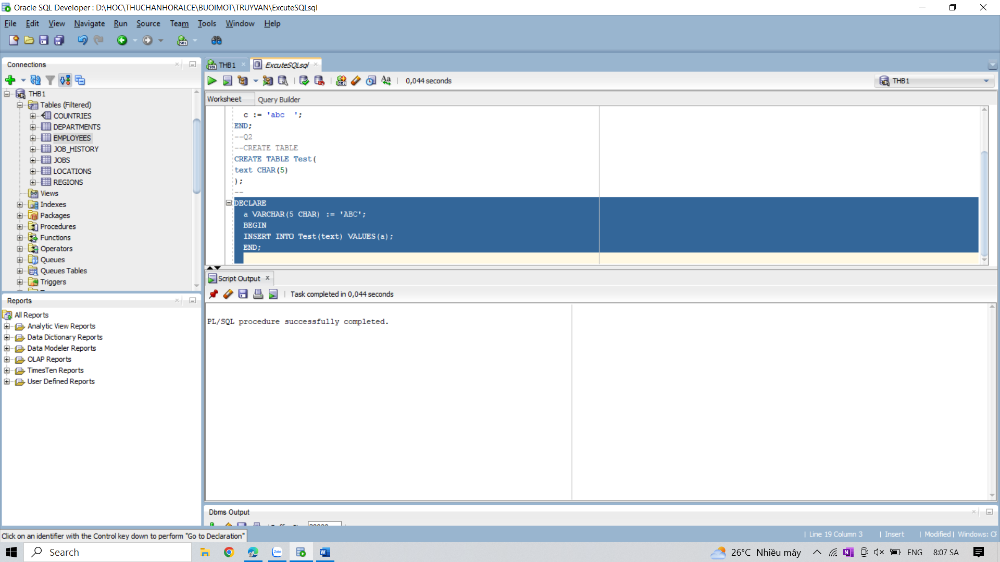 Oracle SQL Developer : D:\HOC\THUCHANHORALCE\BUOIMOT\TRUYVAN\ExcuteSQLsql
File Edit View Navigate Run Source Team Tools Window Help
Connections
THB1
Tables (Filtered)
COUNTRIES
DEPARTMENTS
EMPLOYEES
JOB_HISTORY
JOBS
LOCATIONS
REGIONS
Views
Indexes
Packages
Procedures
Functions
Operators
Queues
Queues Tables
Triggers
Reports
All Reports
Analytic View Reports
Data Dictionary Reports
Data Modeler Reports
OLAP Reports
TimesTen Reports
User Defined Reports
THB1 ExcuteSQLsql
0,044 seconds
THB1
Worksheet Query Builder
c := 'abc  ';
END;
--Q2
--CREATE TABLE
CREATE TABLE Test(
text CHAR(5)
);
--
DECLARE
a VARCHAR(5 CHAR) := 'ABC';
BEGIN
INSERT INTO Test(text) VALUES(a);
END;
Script Output
Task completed in 0,044 seconds
PL/SQL procedure successfully completed.
Dbms Output
Click on an identifier with the Control key down to perform "Go to Declaration"
Line 19 Column 3 Insert Modified Windows:
Search
Zalo
26°C Nhiều mây
ENG
8:07 SA